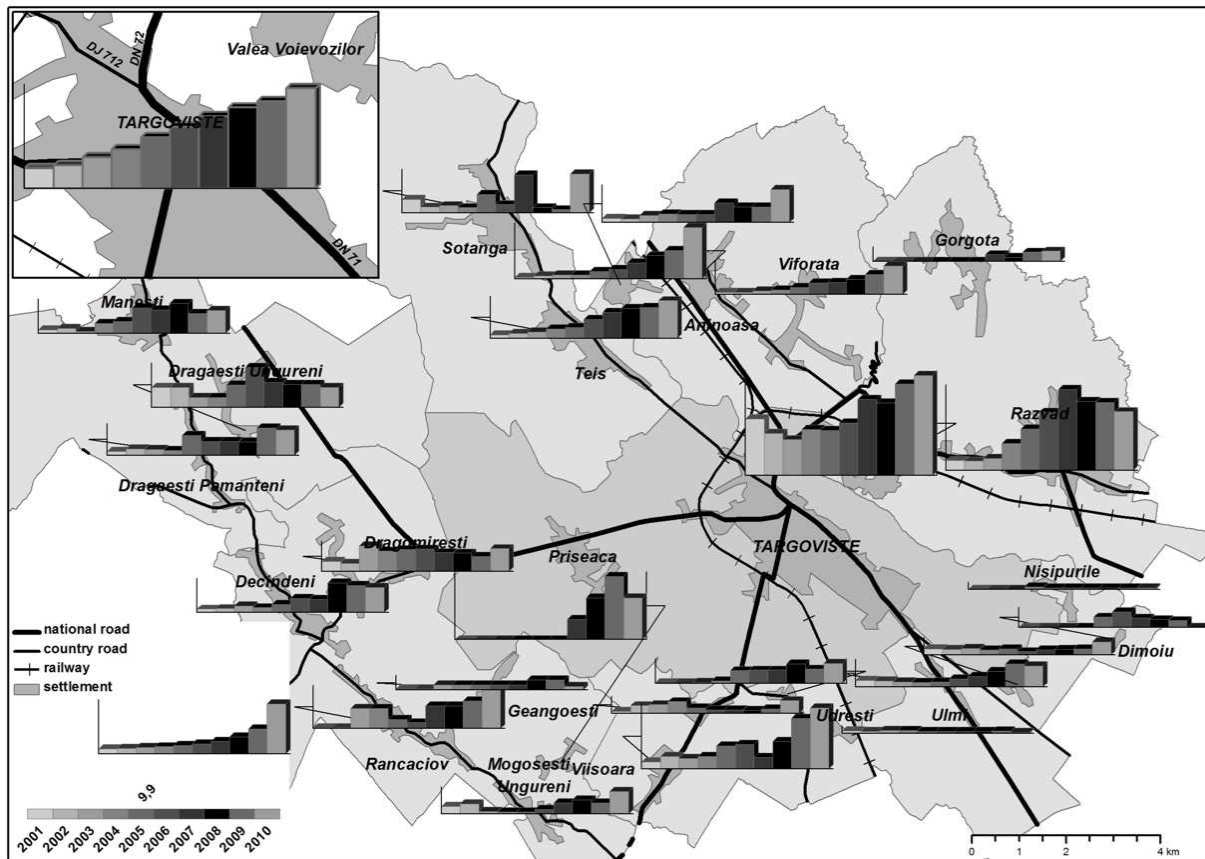 DJ 712
DN 72
Valea Voievozilor
TARGOVISTE
DN 71
Sotanga
Gorgota
Viforata
Manesti
Aninoasa
Teis
Dragaesti Ungureni
Razvad
Dragaesti Pamanteni
Dragomiresti
Priseaca
TARGOVISTE
Decindeni
Nisipurile
national road
country road
railway
settlement
Dimoiu
Geangoesti
Udresti
Ulmi
Rancaciov
Mogosesti
Viisoara
Ungureni
9,9
2001 2002 2003 2004 2005 2006 2007 2008 2009 2010
0 1 2 4 km